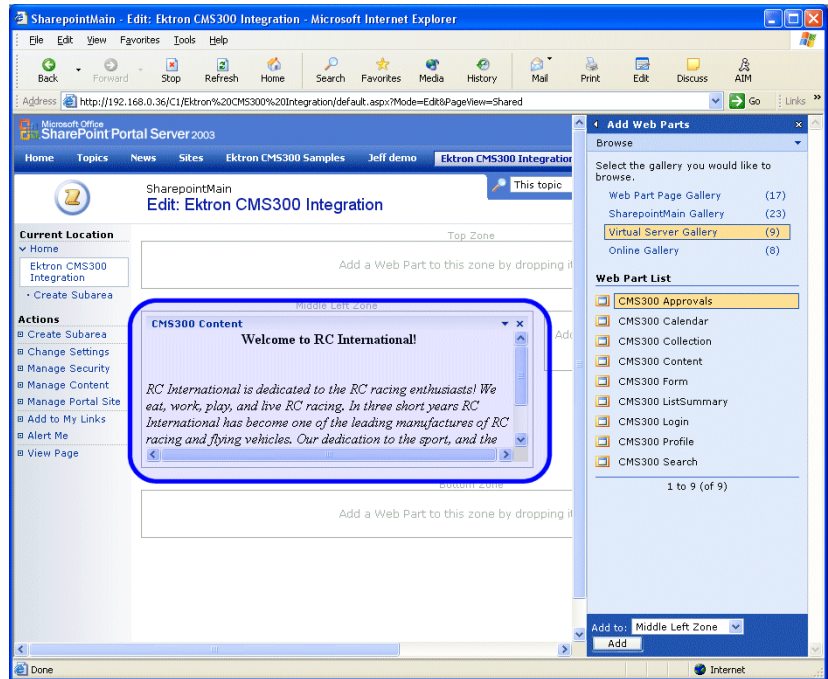 SharepointMain - Edit: Ektron CMS300 Integration - Microsoft Internet Explorer
File Edit View Favorites Tools Help
Back Forward Stop Refresh Home Search Favorites Media History Mail Print Edit Discuss AIM
Address http://192.168.0.36/C1/Ektron%20CMS300%20Integration/default.aspx?Mode=Edit&PageView=Shared Go Links »
Microsoft Office
SharePoint Portal Server 2003
Home Topics News Sites Ektron CMS300 Samples Jeff demo Ektron CMS300 Integration
SharepointMain
Edit: Ektron CMS300 Integration
This topic
Current Location
Home
Ektron CMS300
Integration
Create Subarea
Actions
Create Subarea
Change Settings
Manage Security
Manage Content
Manage Portal Site
Add to My Links
Alert Me
View Page
Top Zone
Add a Web Part to this zone by dropping it
Middle Left Zone
CMS300 Content
Welcome to RC International!
RC International is dedicated to the RC racing enthusiasts! We
eat, work, play, and live RC racing. In three short years RC
International has become one of the leading manufactures of RC
racing and flying vehicles. Our dedication to the sport, and the
Add
Bottom Zone
Add a Web Part to this zone by dropping it
Add Web Parts x
Browse
Select the gallery you would like to
browse.
Web Part Page Gallery (17)
SharepointMain Gallery (23)
Virtual Server Gallery (9)
Online Gallery (8)
Web Part List
CMS300 Approvals
CMS300 Calendar
CMS300 Collection
CMS300 Content
CMS300 Form
CMS300 ListSummary
CMS300 Login
CMS300 Profile
CMS300 Search
1 to 9 (of 9)
Add to: Middle Left Zone
Add
Done Internet